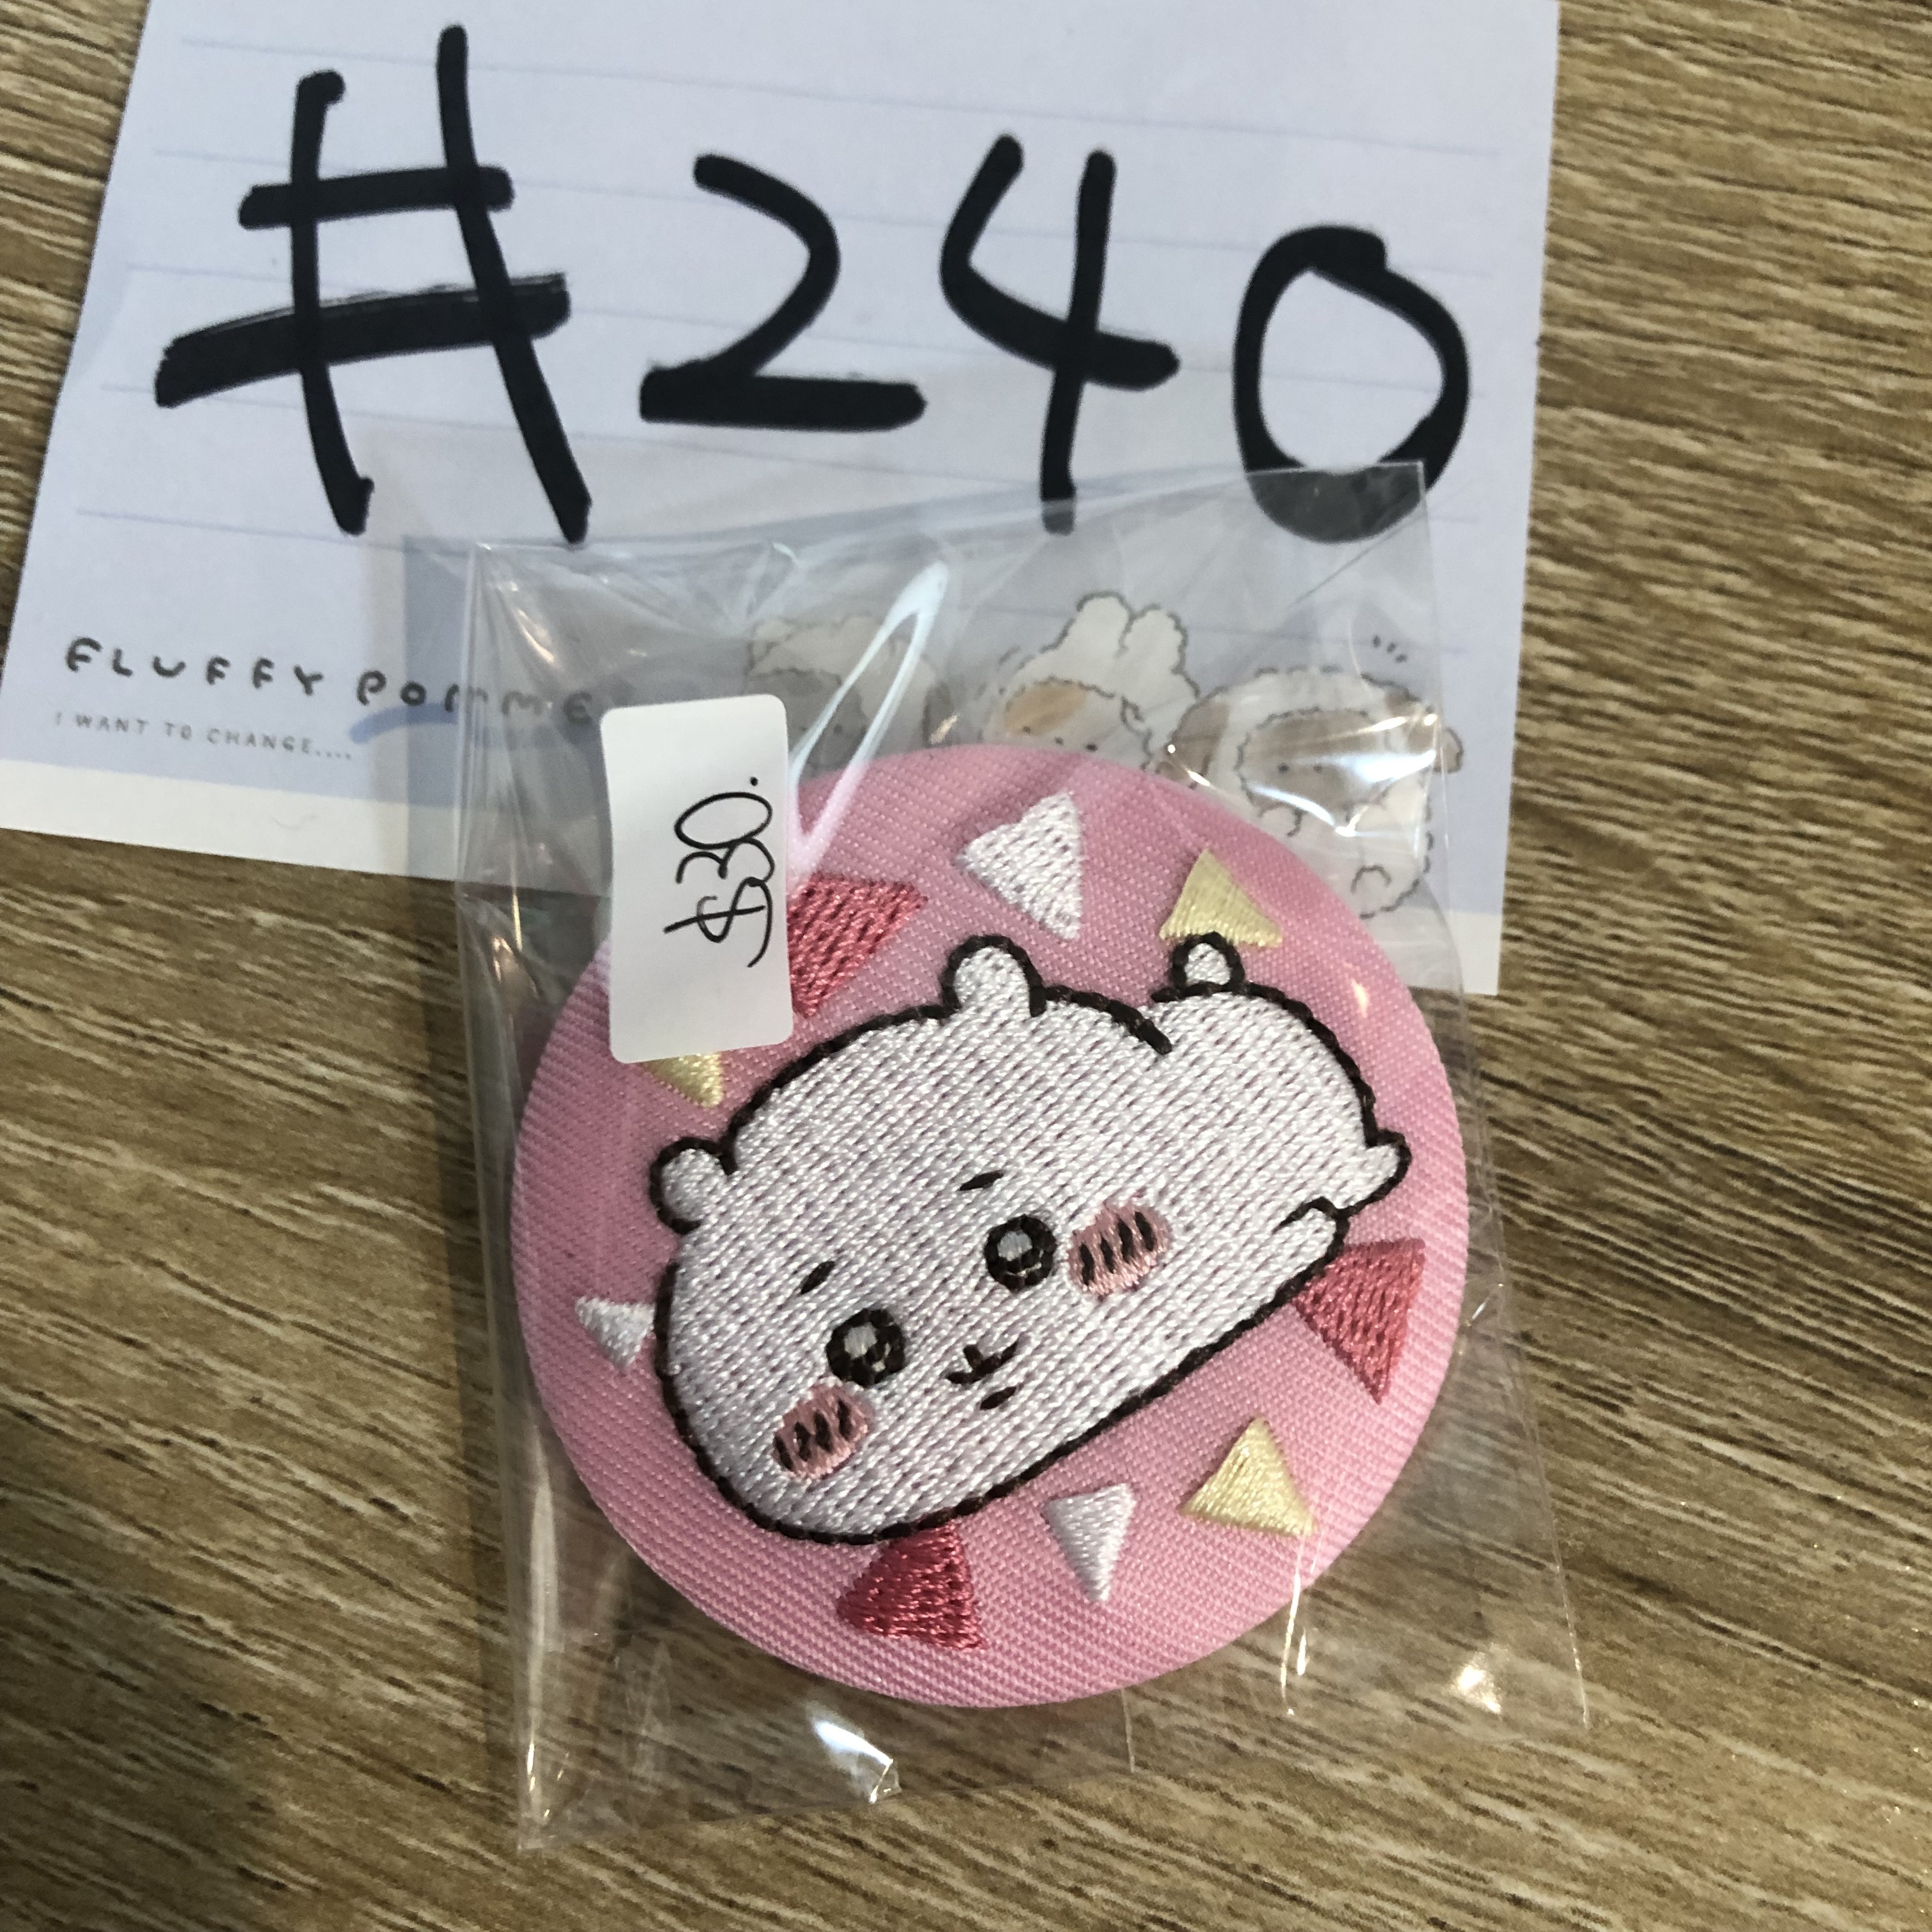 #240
FLUFFY POMME
I WANT TO CHANGE....
$30.